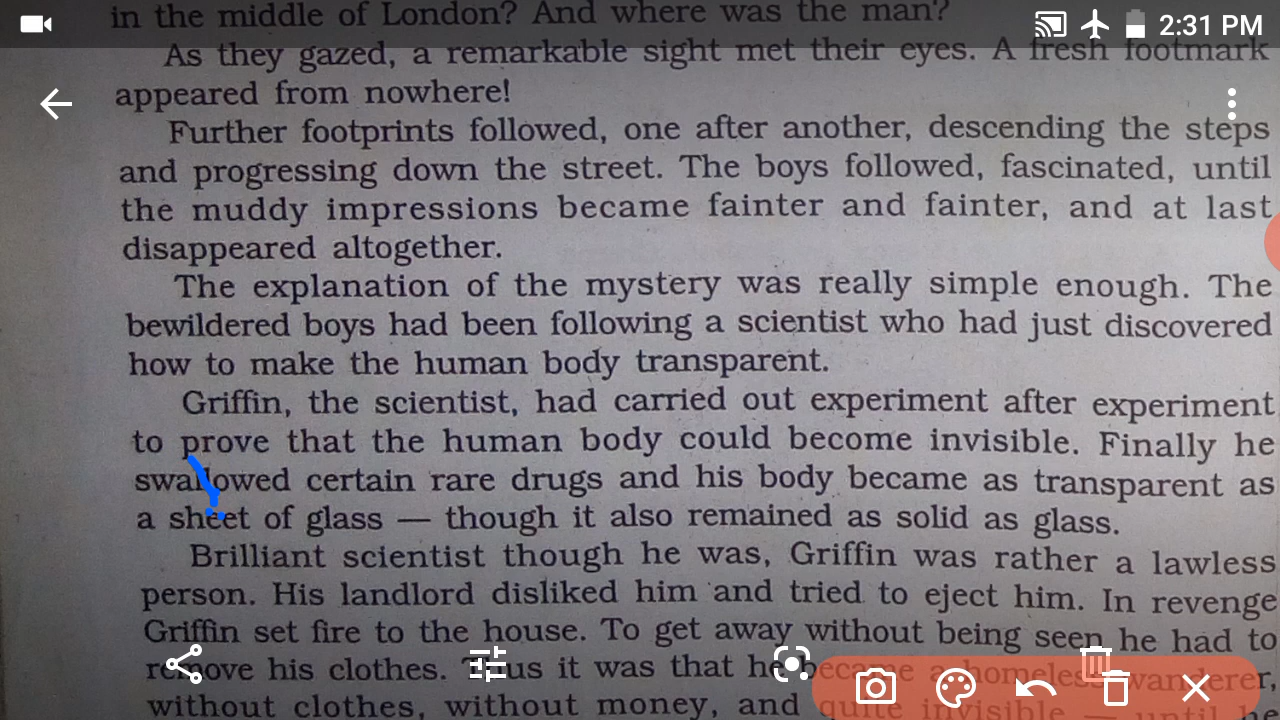 2:31 PM
in the middle of London? And where was the man?
As they gazed, a remarkable sight met their eyes. A fresh footmark
appeared from nowhere!
Further footprints followed, one after another, descending the steps
and progressing down the street. The boys followed, fascinated, until
the muddy impressions became fainter and fainter, and at last
disappeared altogether.
The explanation of the mystery was really simple enough. The
bewildered boys had been following a scientist who had just discovered
how to make the human body transparent.
Griffin, the scientist, had carried out experiment after experiment
to prove that the human body could become invisible. Finally he
swallowed certain rare drugs and his body became as transparent as
a sheet of glass — though it also remained as solid as glass.
Brilliant scientist though he was, Griffin was rather a lawless
person. His landlord disliked him and tried to eject him. In revenge
Griffin set fire to the house. To get away without being seen he had to
remove his clothes. Thus it was that he became a homeless wanderer,
without clothes, without money, and quite invisible — until he